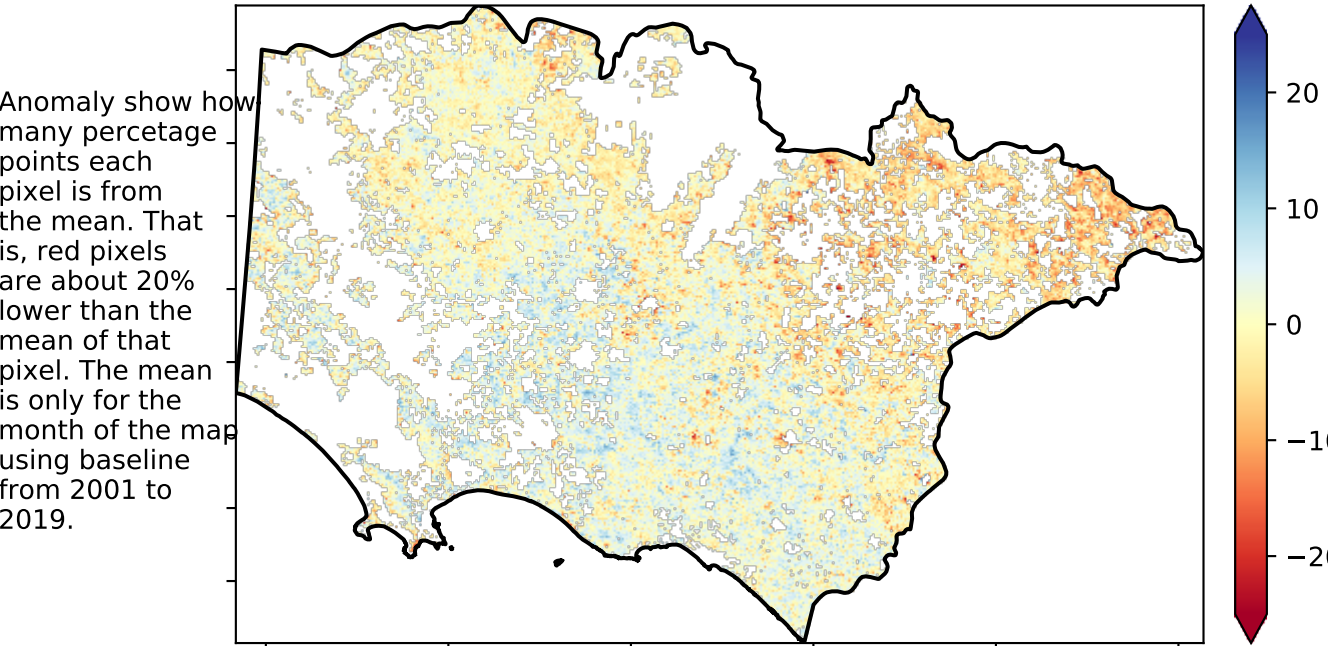 Anomaly show how
many percetage
points each
pixel is from
the mean. That
is, red pixels
are about 20%
lower than the
mean of that
pixel. The mean
is only for the
month of the map
using baseline
from 2001 to
2019.
20
10
0
−10
−20